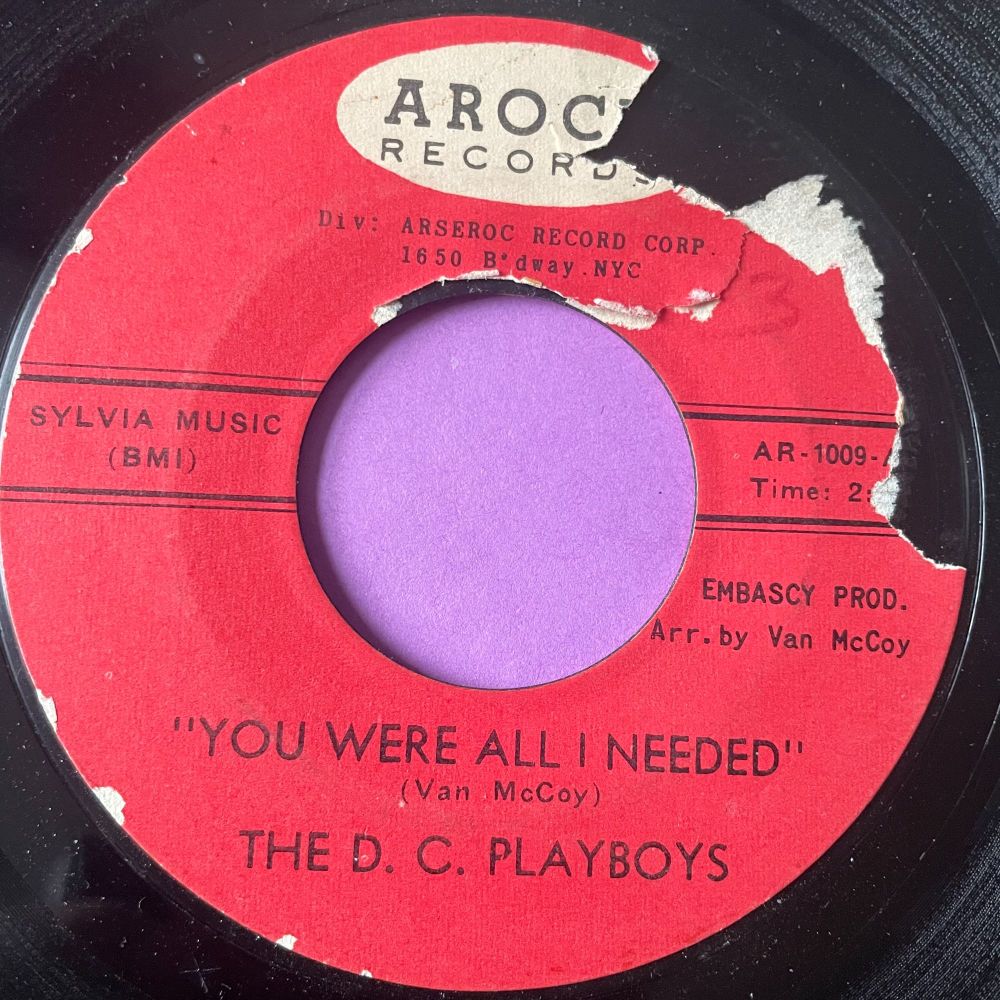 AROC
RECORDS
Div: ARSEROC RECORD CORP.
1650 B'dway.NYC
3
SYLVIA MUSIC
(BMI)
AR-1009-
Time: 2:
EMBASCY PROD.
Arr.by Van McCoy
"YOU WERE ALL I NEEDED"
(Van McCoy)
THE D. C. PLAYBOYS